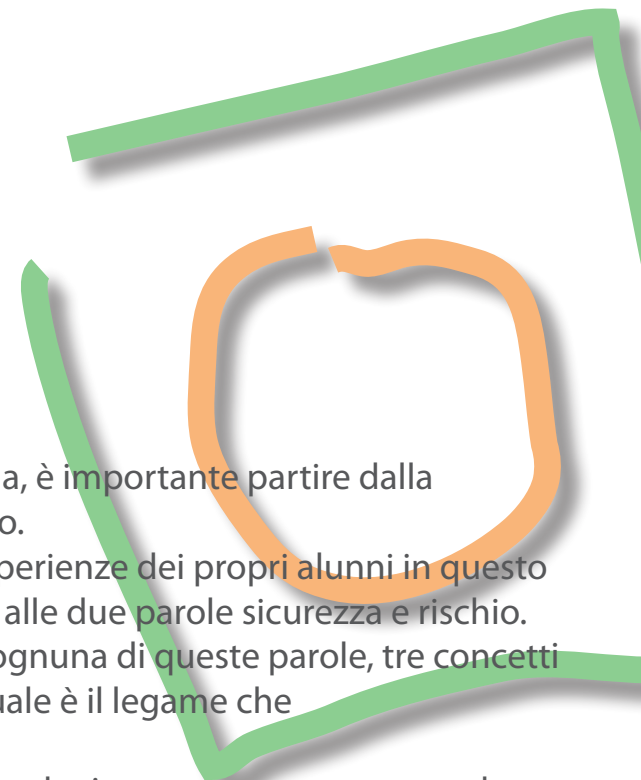 a, è importante partire dalla
o.
perienze dei propri alunni in questo
alle due parole sicurezza e rischio.
ognuna di queste parole, tre concetti
uale è il legame che